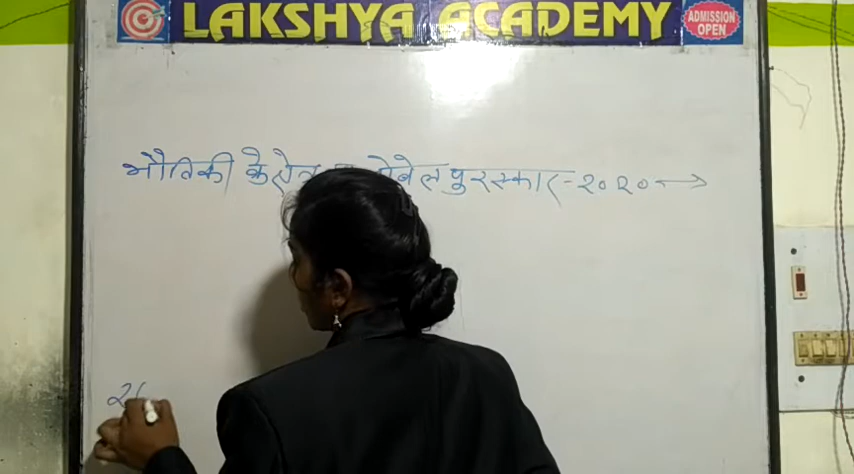 LAKSHYA ACADEMY
ADMISSION
OPEN
भौतिकी के क्षेत्र नोबेल पुरस्कार-२०२०→